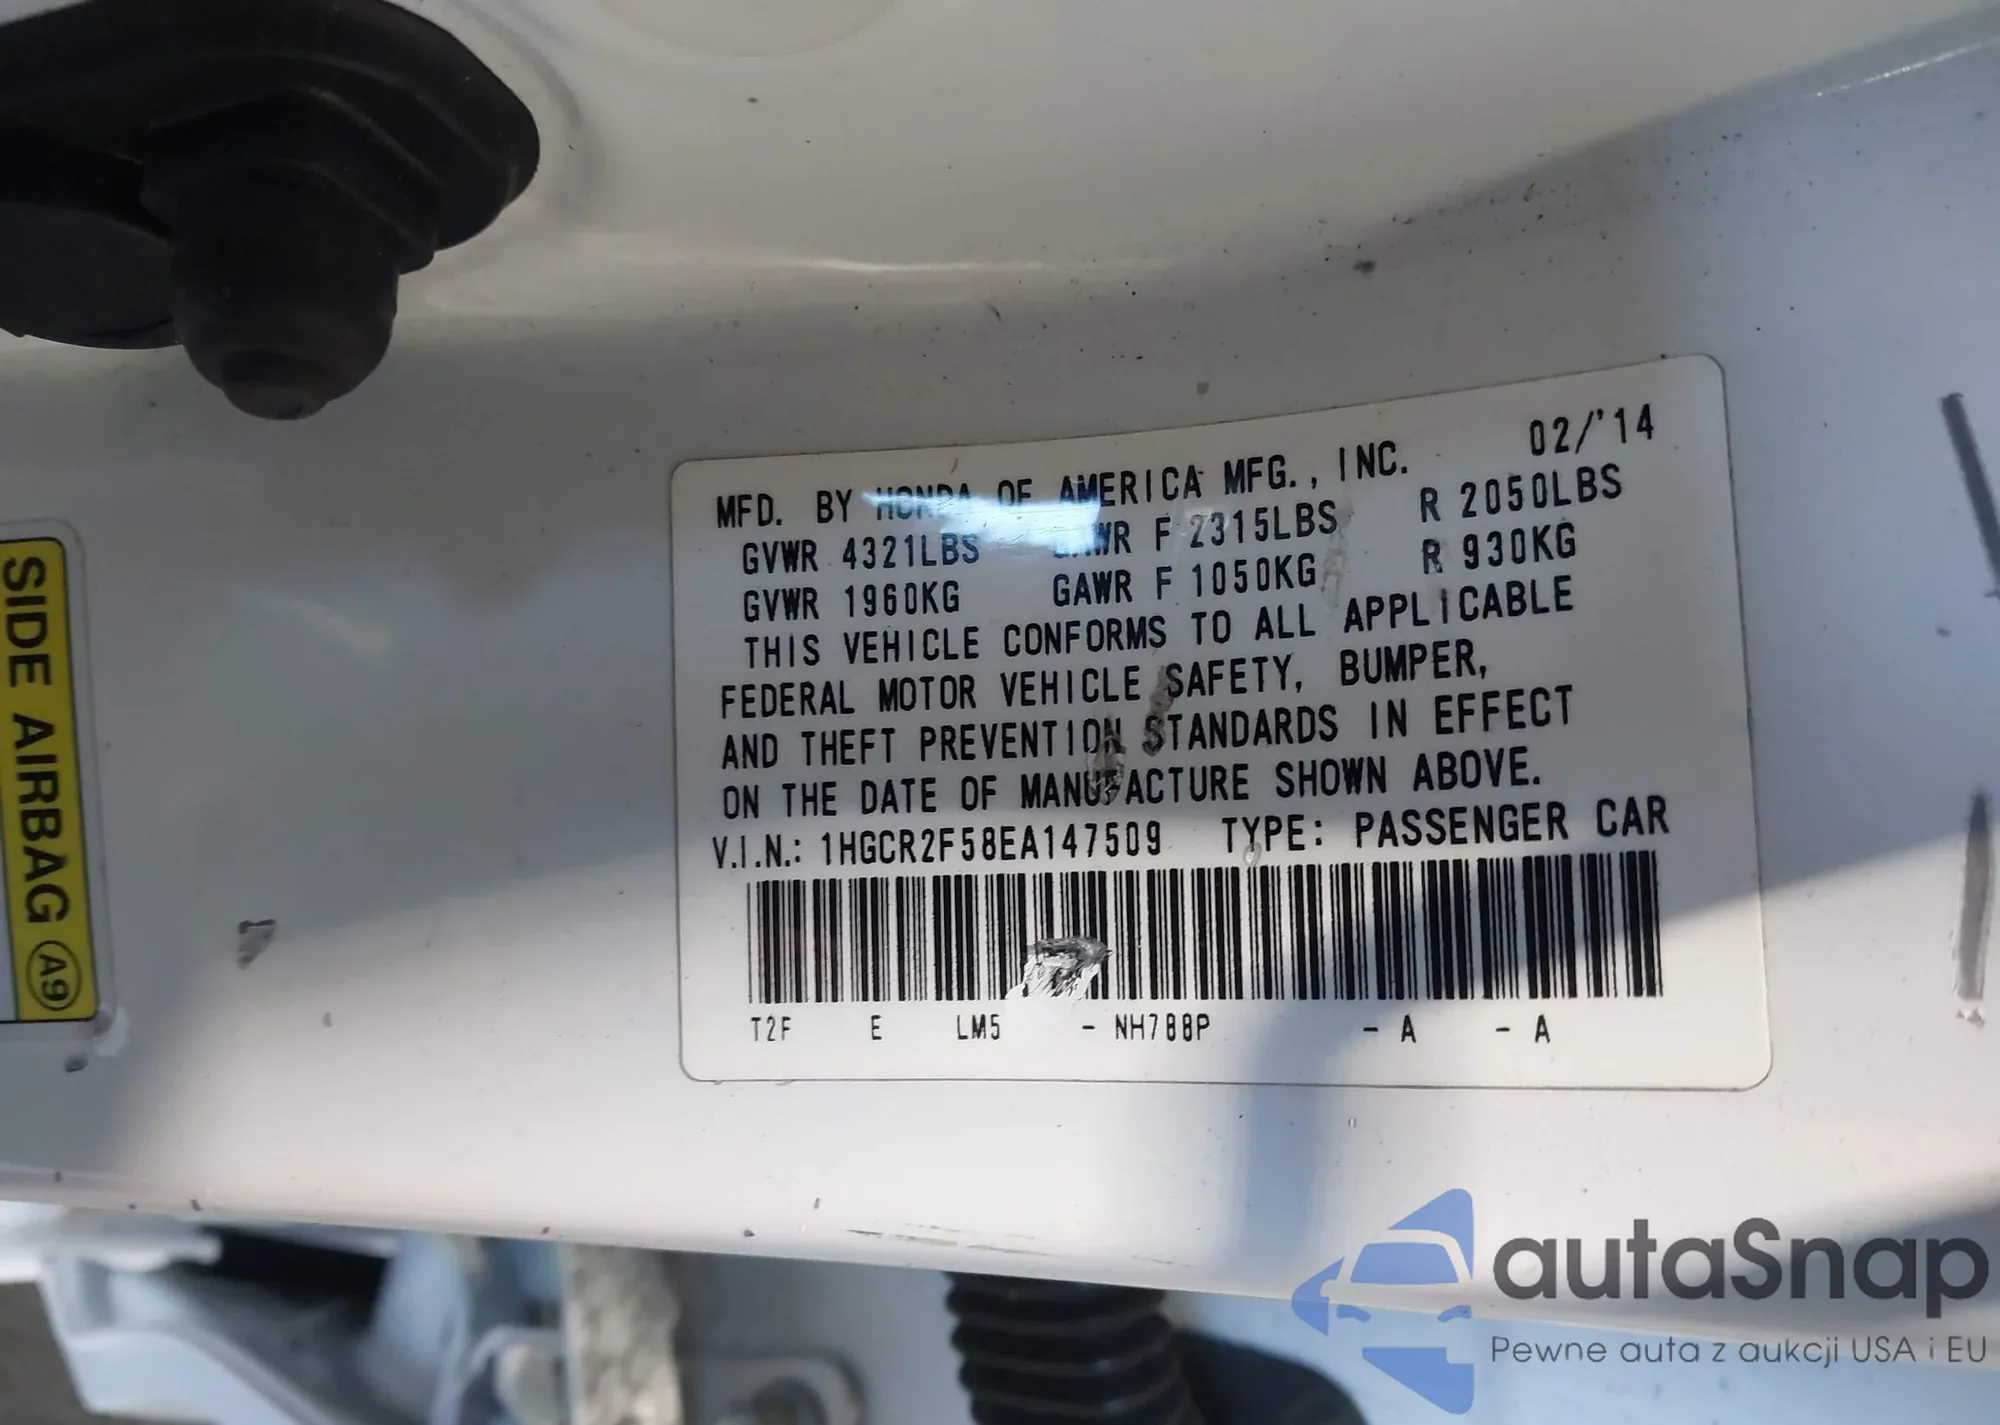 MFD. BY HONDA OF AMERICA MFG., INC. 02/'14
GVWR 4321LBS GAWR F 2315LBS R 2050LBS
GVWR 1960KG GAWR F 1050KG R 930KG
THIS VEHICLE CONFORMS TO ALL APPLICABLE
FEDERAL MOTOR VEHICLE SAFETY, BUMPER,
AND THEFT PREVENTION STANDARDS IN EFFECT
ON THE DATE OF MANUFACTURE SHOWN ABOVE.
V.I.N.: 1HGCR2F58EA147509 TYPE: PASSENGER CAR
T2F E LM5 - NH788P - A - A
SIDE AIRBAG A9
autaSnap
Pewne auta z aukcji USA i EU